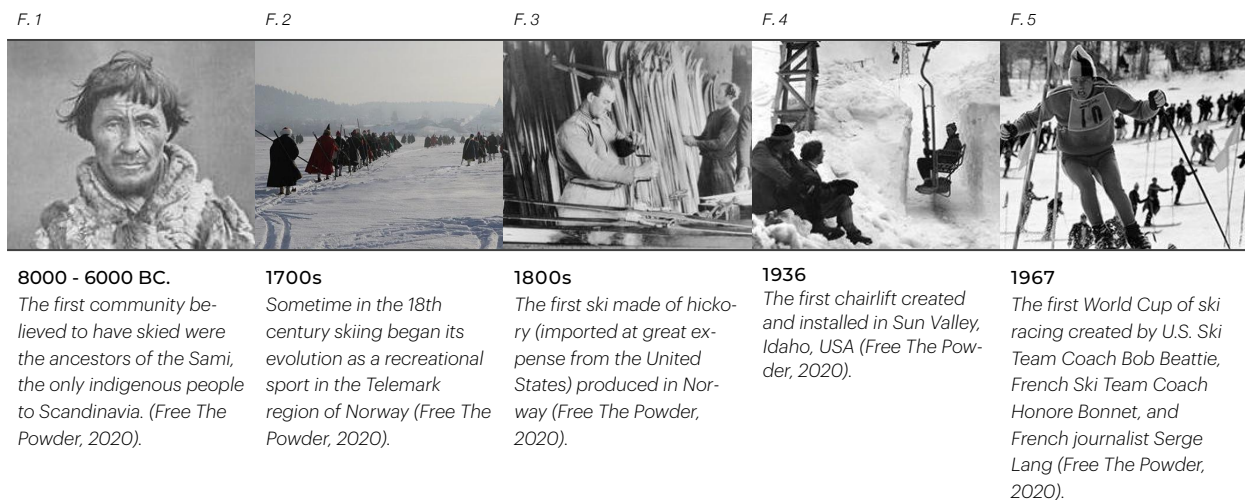 F. 1
F. 2
F. 3
F. 4
F. 5
10
8000 - 6000 BC.
The first community be-
lieved to have skied were
the ancestors of the Sami,
the only indigenous people
to Scandinavia. (Free The
Powder, 2020).
1700s
Sometime in the 18th
century skiing began its
evolution as a recreational
sport in the Telemark
region of Norway (Free The
Powder, 2020).
1800s
The first ski made of hicko-
ry (imported at great ex-
pense from the United
States) produced in Nor-
way (Free The Powder,
2020).
1936
The first chairlift created
and installed in Sun Valley,
Idaho, USA (Free The Pow-
der, 2020).
1967
The first World Cup of ski
racing created by U.S. Ski
Team Coach Bob Beattie,
French Ski Team Coach
Honore Bonnet, and
French journalist Serge
Lang (Free The Powder,
2020).